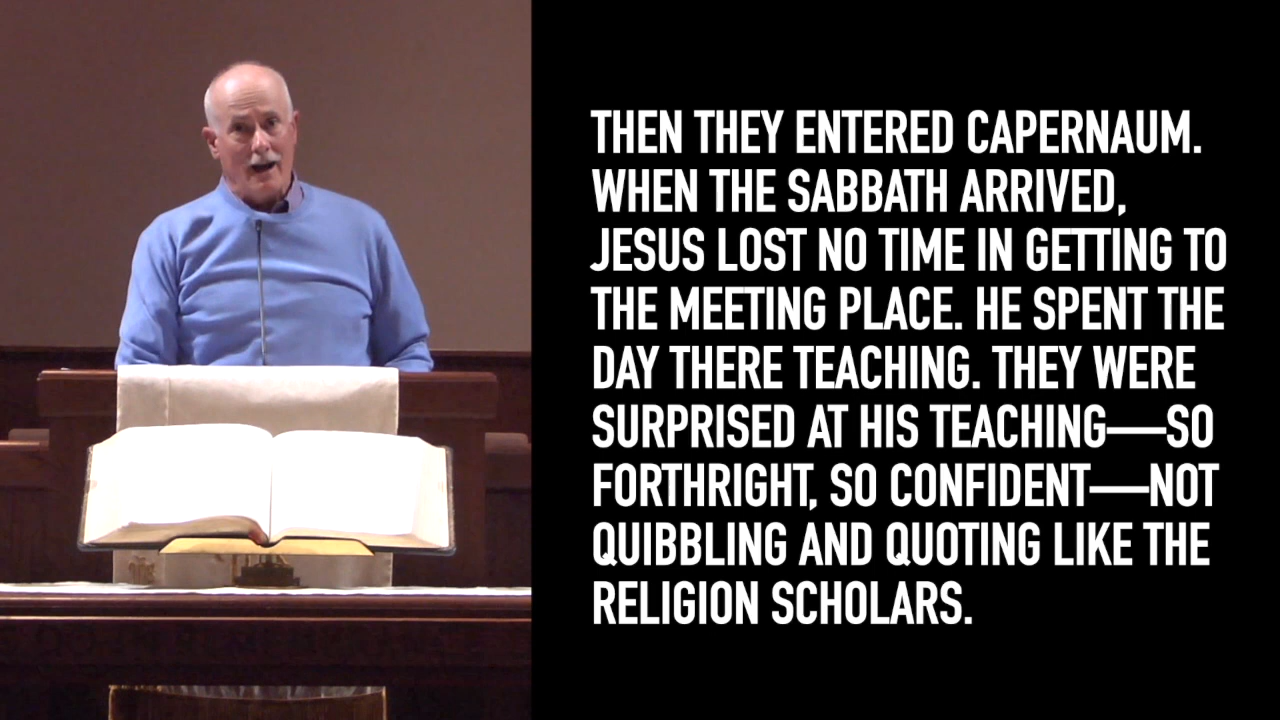 THEN THEY ENTERED CAPERNAUM.
WHEN THE SABBATH ARRIVED,
JESUS LOST NO TIME IN GETTING TO
THE MEETING PLACE. HE SPENT THE
DAY THERE TEACHING. THEY WERE
SURPRISED AT HIS TEACHING—SO
FORTHRIGHT, SO CONFIDENT—NOT
QUIBBLING AND QUOTING LIKE THE
RELIGION SCHOLARS.